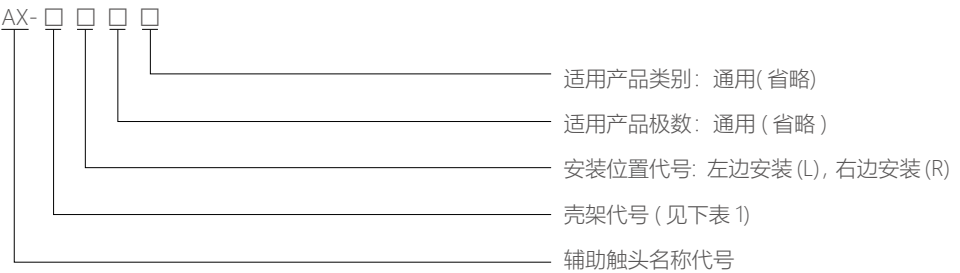 AX- □ □ □ □
适用产品类别：通用( 省略)
适用产品极数：通用 ( 省略 )
安装位置代号: 左边安装 (L) , 右边安装 (R)
壳架代号 ( 见下表 1)
辅助触头名称代号